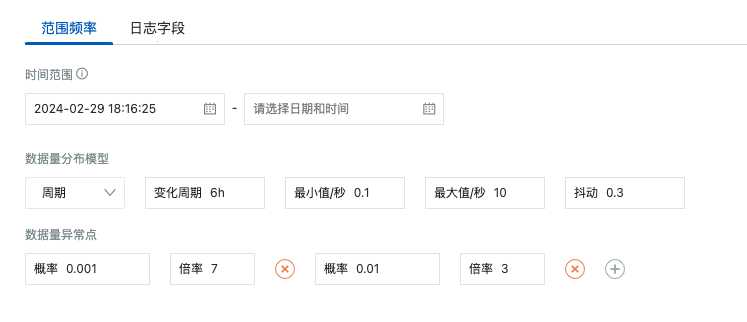 范围频率 日志字段
时间范围
2024-02-29 18:16:25 - 请选择日期和时间
数据量分布模型
周期 变化周期 6h 最小值/秒 0.1 最大值/秒 10 抖动 0.3
数据量异常点
概率 0.001 倍率 7 概率 0.01 倍率 3